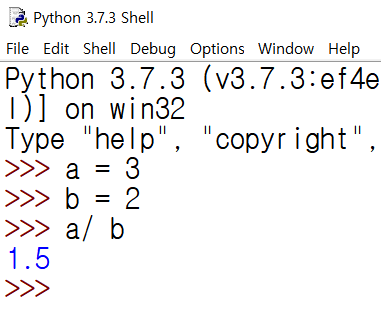 Python 3.7.3 Shell
File Edit Shell Debug Options Window Help
Python 3.7.3 (v3.7.3:ef4e
l)] on win32
Type "help", "copyright",
>>> a = 3
>>> b = 2
>>> a/ b
1.5
>>>